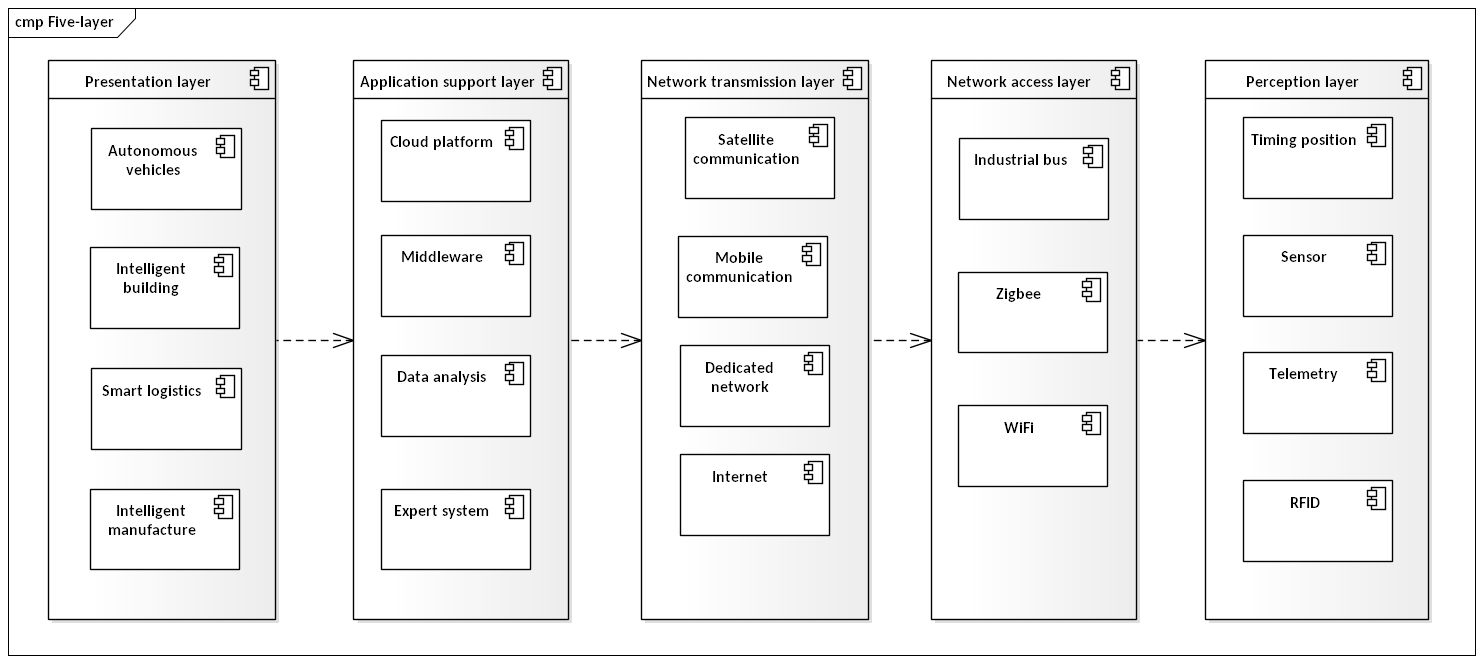 cmp Five-layer
Presentation layer
Autonomous
vehicles
Intelligent
building
Smart logistics
Intelligent
manufacture
Application support layer
Cloud platform
Middleware
Data analysis
Expert system
Network transmission layer
Satellite
communication
Mobile
communication
Dedicated
network
Internet
Network access layer
Industrial bus
Zigbee
WiFi
Perception layer
Timing position
Sensor
Telemetry
RFID